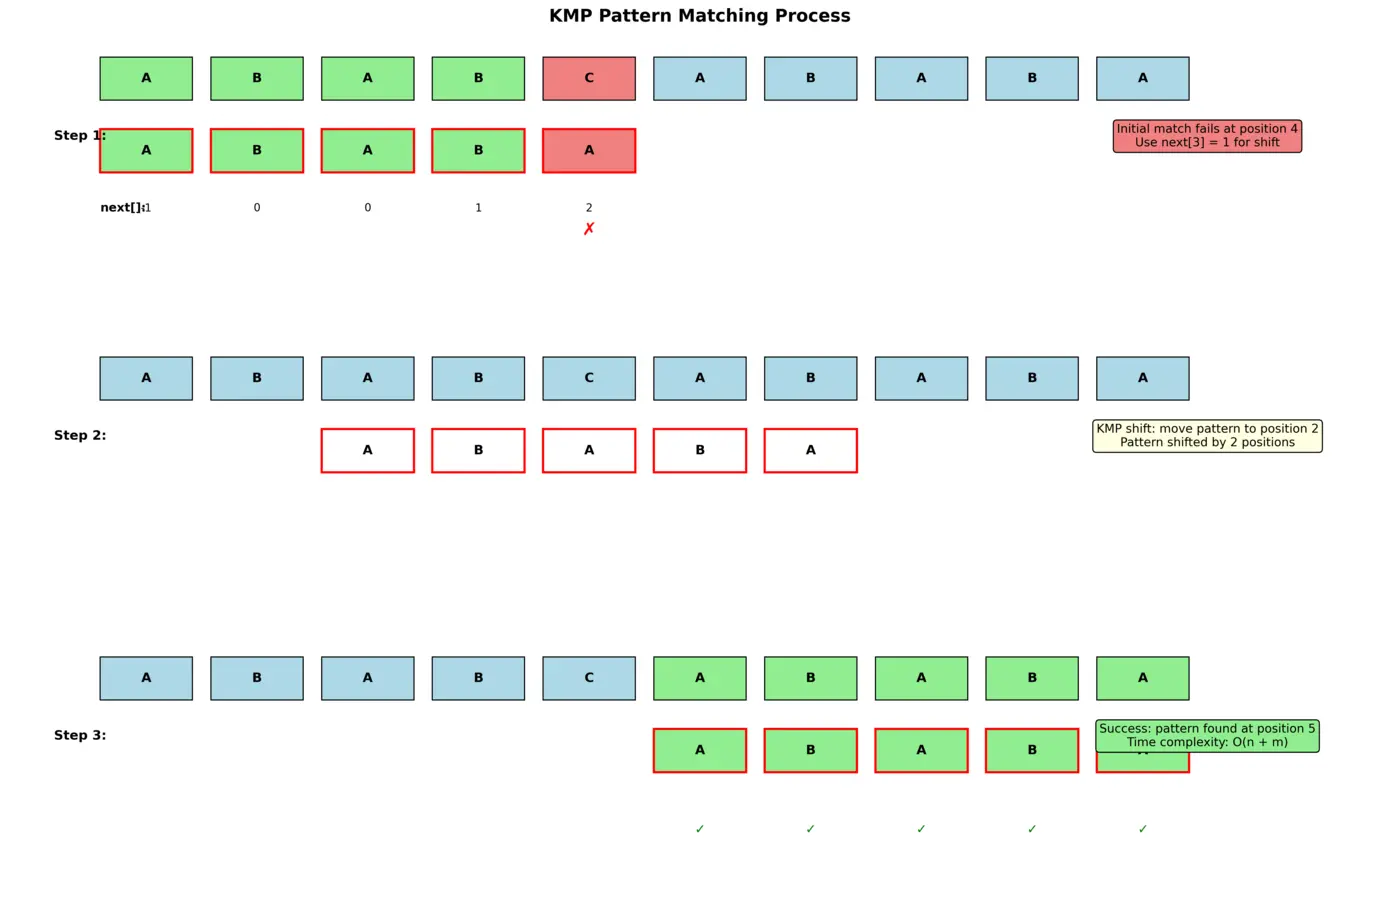 KMP Pattern Matching Process
A B A B C A B A B A
Step 1:
A B A B A
Initial match fails at position 4
Use next[3] = 1 for shift
next[]: 1 0 0 1 2
✗
A B A B C A B A B A
Step 2:
A B A B A
KMP shift: move pattern to position 2
Pattern shifted by 2 positions
A B A B C A B A B A
Step 3:
A B A B
Success: pattern found at position 5
Time complexity: O(n + m)
✓ ✓ ✓ ✓ ✓